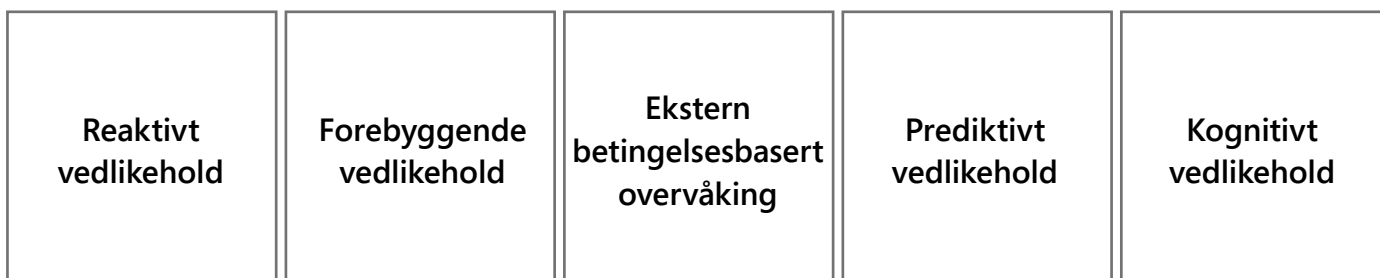 Reaktivt
vedlikehold
Forebyggende
vedlikehold
Ekstern
betingelsesbasert
overvåking
Prediktivt
vedlikehold
Kognitivt
vedlikehold